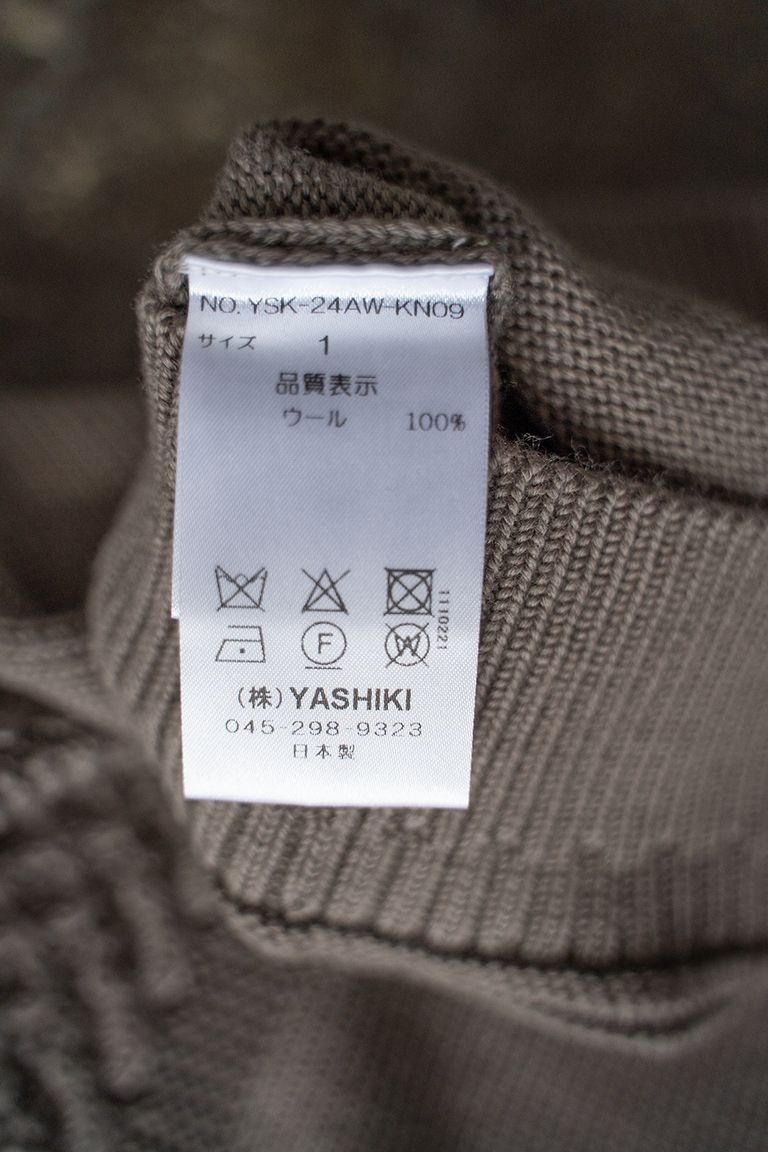 NO. YSK-24AW-KN09
サイズ 1
品質表示
ウール 100%
1110221
F
W
(株) YASHIKI
045-298-9323
日本製